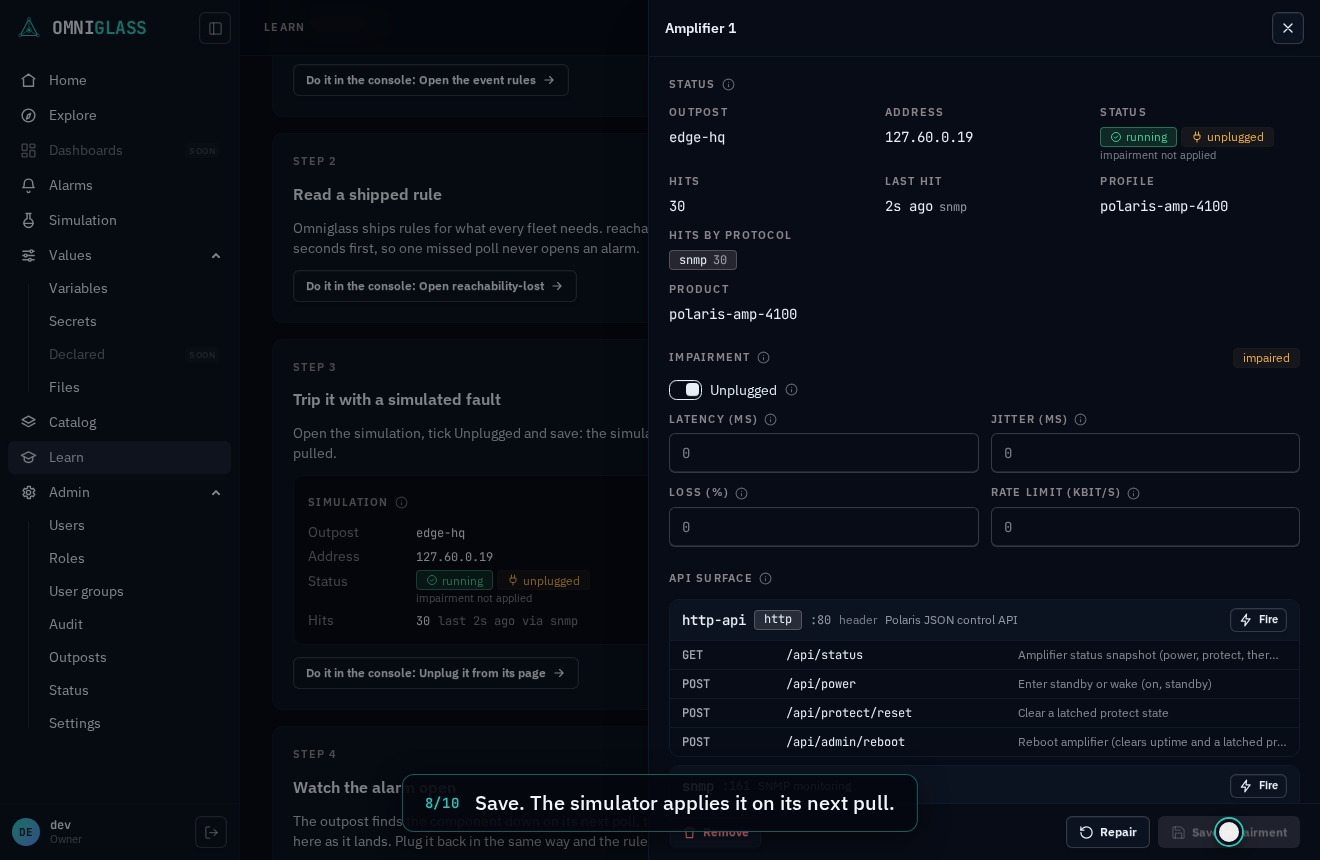 OMNIGLASS
Home
Explore
Dashboards SOON
Alarms
Simulation
Values
Variables
Secrets
Declared SOON
Files
Catalog
Learn
Admin
Users
Roles
User groups
Audit
Outposts
Status
Settings
DE dev
Owner
LEARN
Do it in the console: Open the event rules →
STEP 2
Read a shipped rule
Omniglass ships rules for what every fleet needs.
seconds first, so one missed poll never opens an alarm.
Do it in the console: Open reachability-lost →
STEP 3
Trip it with a simulated fault
Open the simulation, tick Unplugged and save: the
pulled.
SIMULATION
Outpost edge-hq
Address 127.60.0.19
Status running unplugged
impairment not applied
Hits 30 last 2s ago via snmp
Do it in the console: Unplug it from its page →
STEP 4
Watch the alarm open
The outpost finds the component down on its next poll,
here as it lands. Plug it back in the same way and the rule
Amplifier 1
STATUS
OUTPOST ADDRESS STATUS
edge-hq 127.60.0.19 running unplugged
impairment not applied
HITS LAST HIT PROFILE
30 2s ago snmp polaris-amp-4100
HITS BY PROTOCOL
snmp 30
PRODUCT
polaris-amp-4100
IMPAIRMENT impaired
Unplugged
LATENCY (MS) JITTER (MS)
0 0
LOSS (%) RATE LIMIT (KBIT/S)
0 0
API SURFACE
http-api http :80 header Polaris JSON control API Fire
GET /api/status Amplifier status snapshot (power, protect, ther…
POST /api/power Enter standby or wake (on, standby)
POST /api/protect/reset Clear a latched protect state
POST /api/admin/reboot Reboot amplifier (clears uptime and a latched pr…
snmp :161 SNMP monitoring Fire
8/10 Save. The simulator applies it on its next pull.
Remove Repair